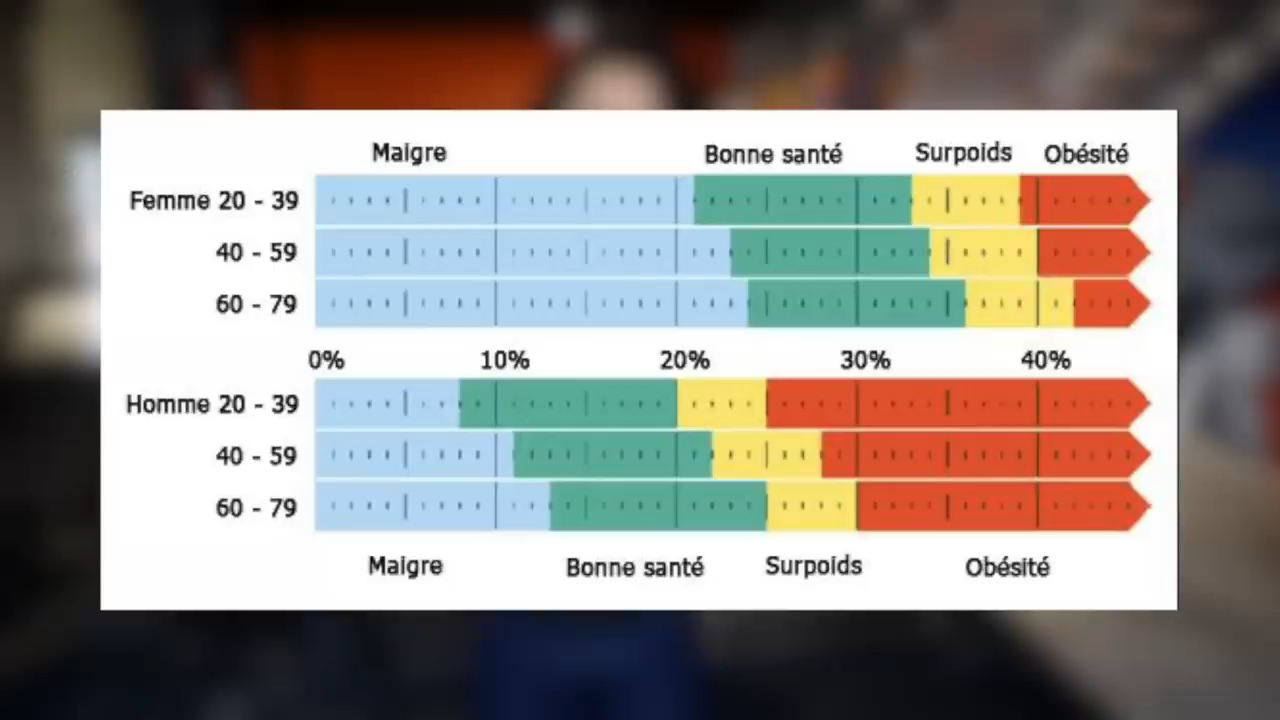 Maigre Bonne santé Surpoids Obésité
Femme 20 - 39
40 - 59
60 - 79
0% 10% 20% 30% 40%
Homme 20 - 39
40 - 59
60 - 79
Maigre Bonne santé Surpoids Obésité